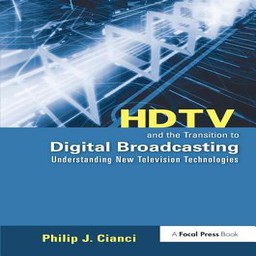 HDTV
and the Transition to
Digital Broadcasting
Understanding New Television Technologies
Philip J. Cianci
A Focal Press Book